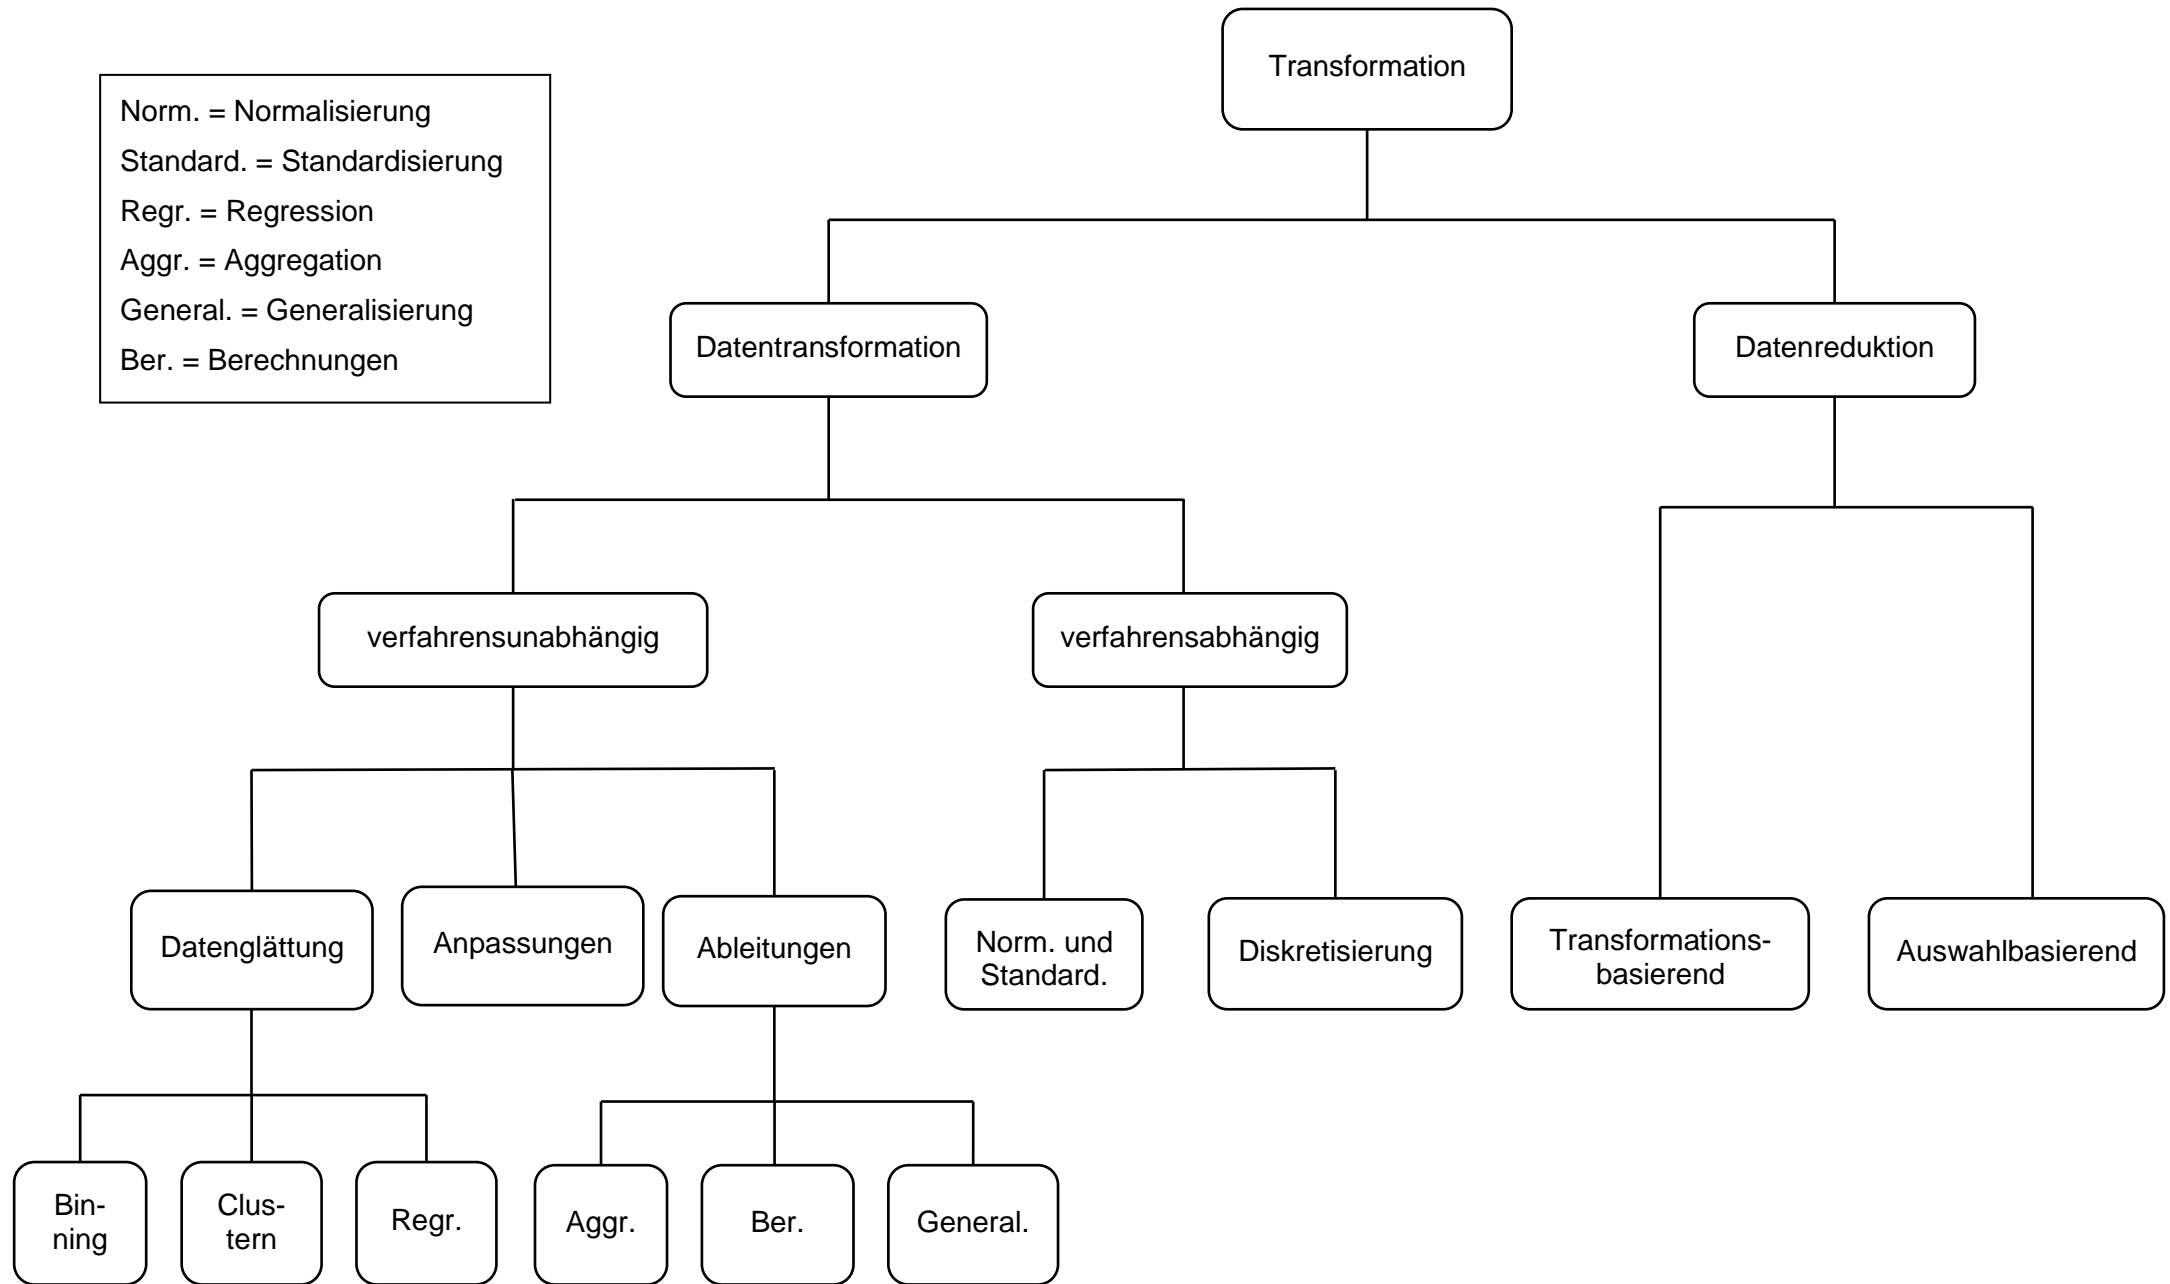 Transformation
Norm. = Normalisierung
Standard. = Standardisierung
Regr. = Regression
Aggr. = Aggregation
General. = Generalisierung
Ber. = Berechnungen
Datentransformation
Datenreduktion
verfahrensunabhängig
verfahrensabhängig
Datenglättung
Anpassungen
Ableitungen
Norm. und
Standard.
Diskretisierung
Transformations-
basierend
Auswahlbasierend
Bin-
ning
Clus-
tern
Regr.
Aggr.
Ber.
General.